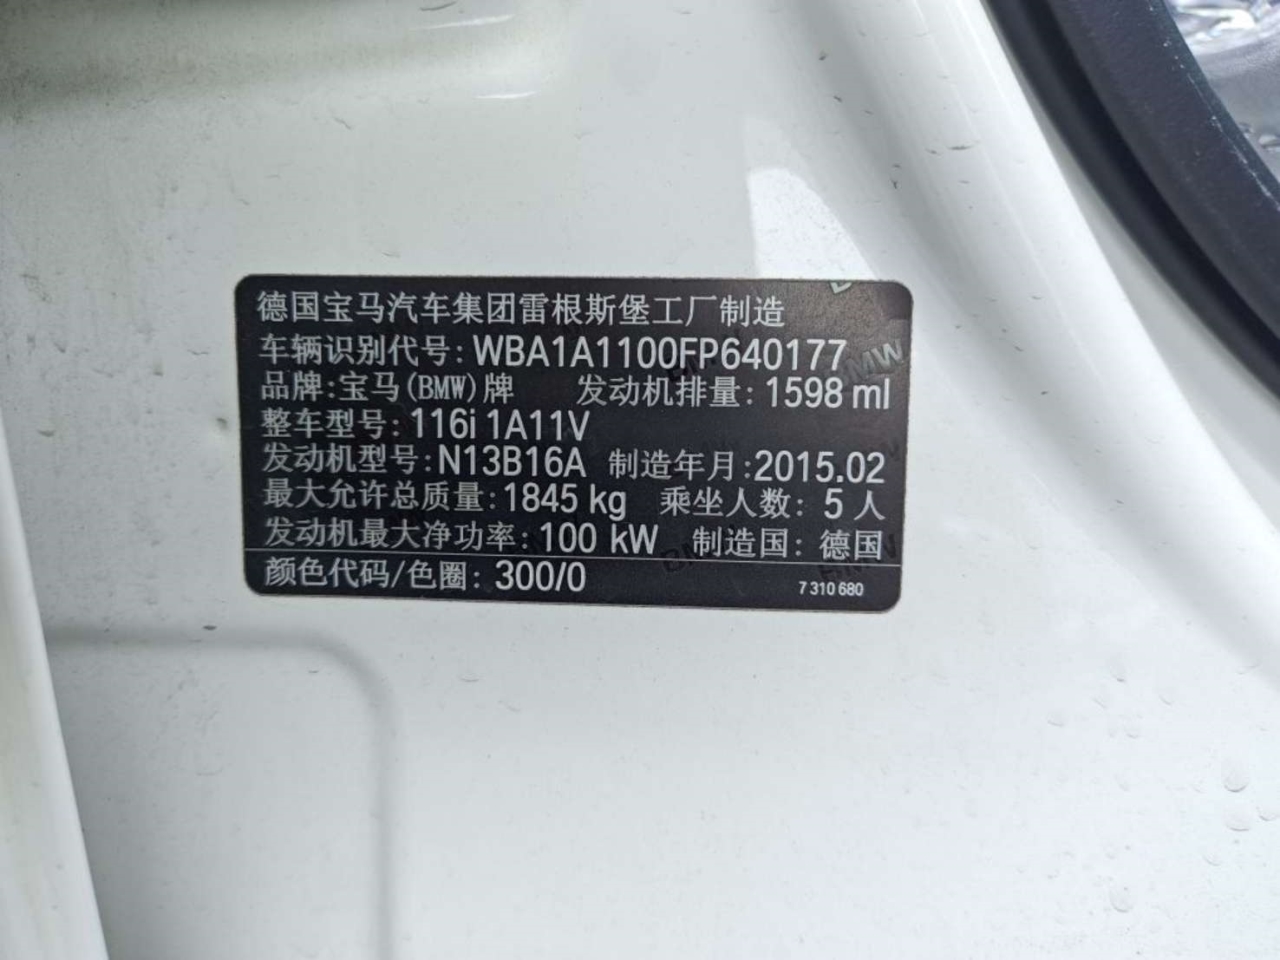 德国宝马汽车集团雷根斯堡工厂制造
车辆识别代号: WBA1A1100FP640177
品牌: 宝马(BMW)牌 发动机排量: 1598 ml
整车型号: 116i 1A11V
发动机型号: N13B16A 制造年月: 2015.02
最大允许总质量: 1845 kg 乘坐人数: 5 人
发动机最大净功率: 100 kW 制造国: 德国
颜色代码/色圈: 300/0 7 310 680